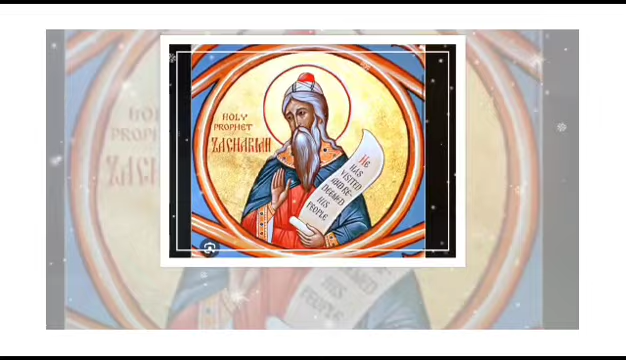 HOLY
PROPHET
ZACHARIAH
HE
HAS
VISITED
AND RE-
DEEMED
HIS
PEOPLE